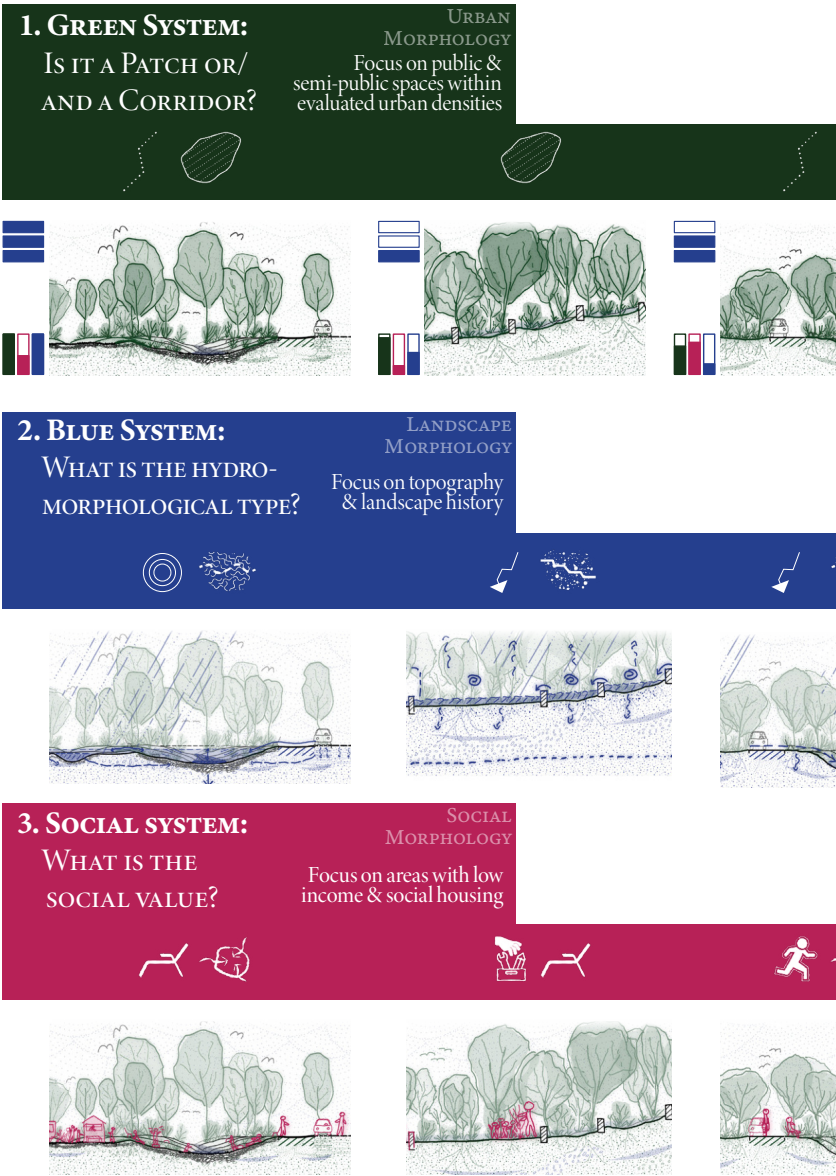 1. Green System:
Is it a Patch or/
and a Corridor?
Urban
Morphology
Focus on public &
semi-public spaces within
evaluated urban densities
2. Blue System:
What is the hydro-
morphological type?
Landscape
Morphology
Focus on topography
& landscape history
3. Social system:
What is the
social value?
Social
Morphology
Focus on areas with low
income & social housing